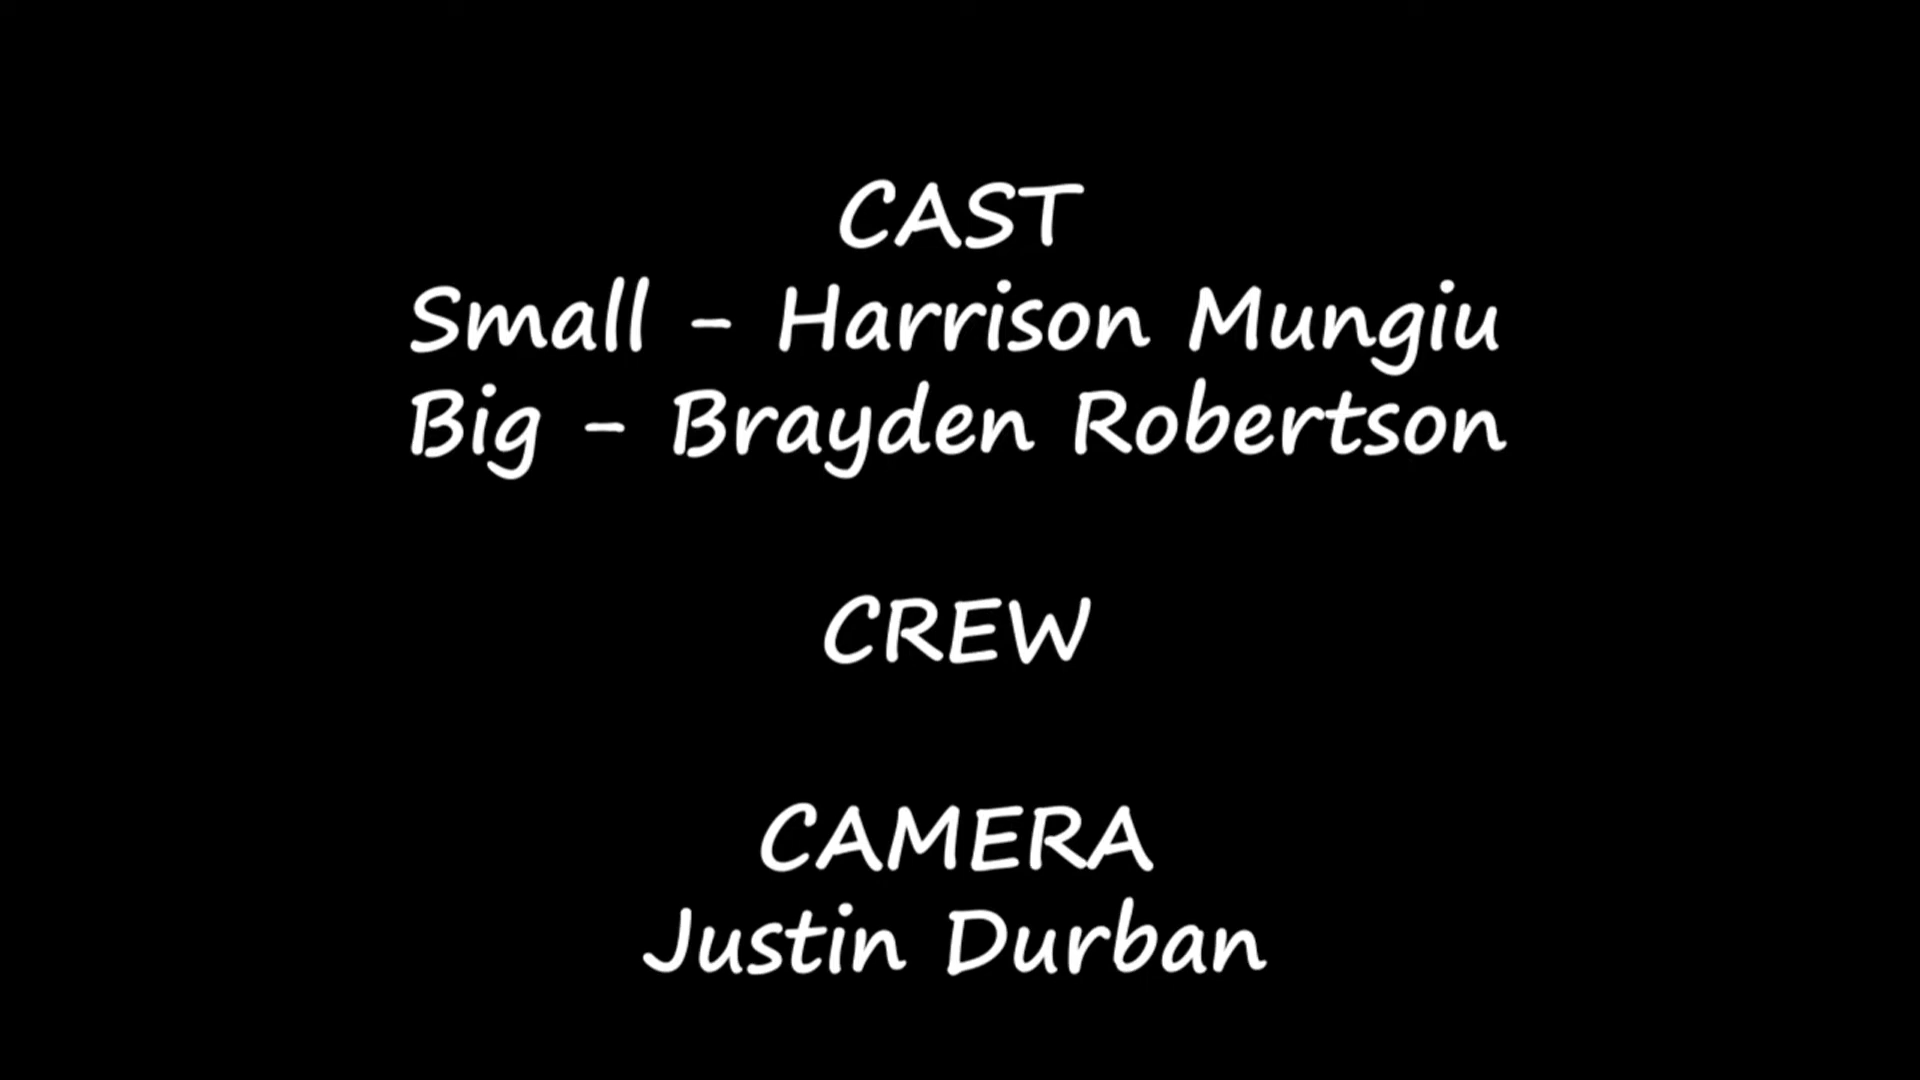 CAST
Small - Harrison Mungiu
Big - Brayden Robertson
CREW
CAMERA
Justin Durban